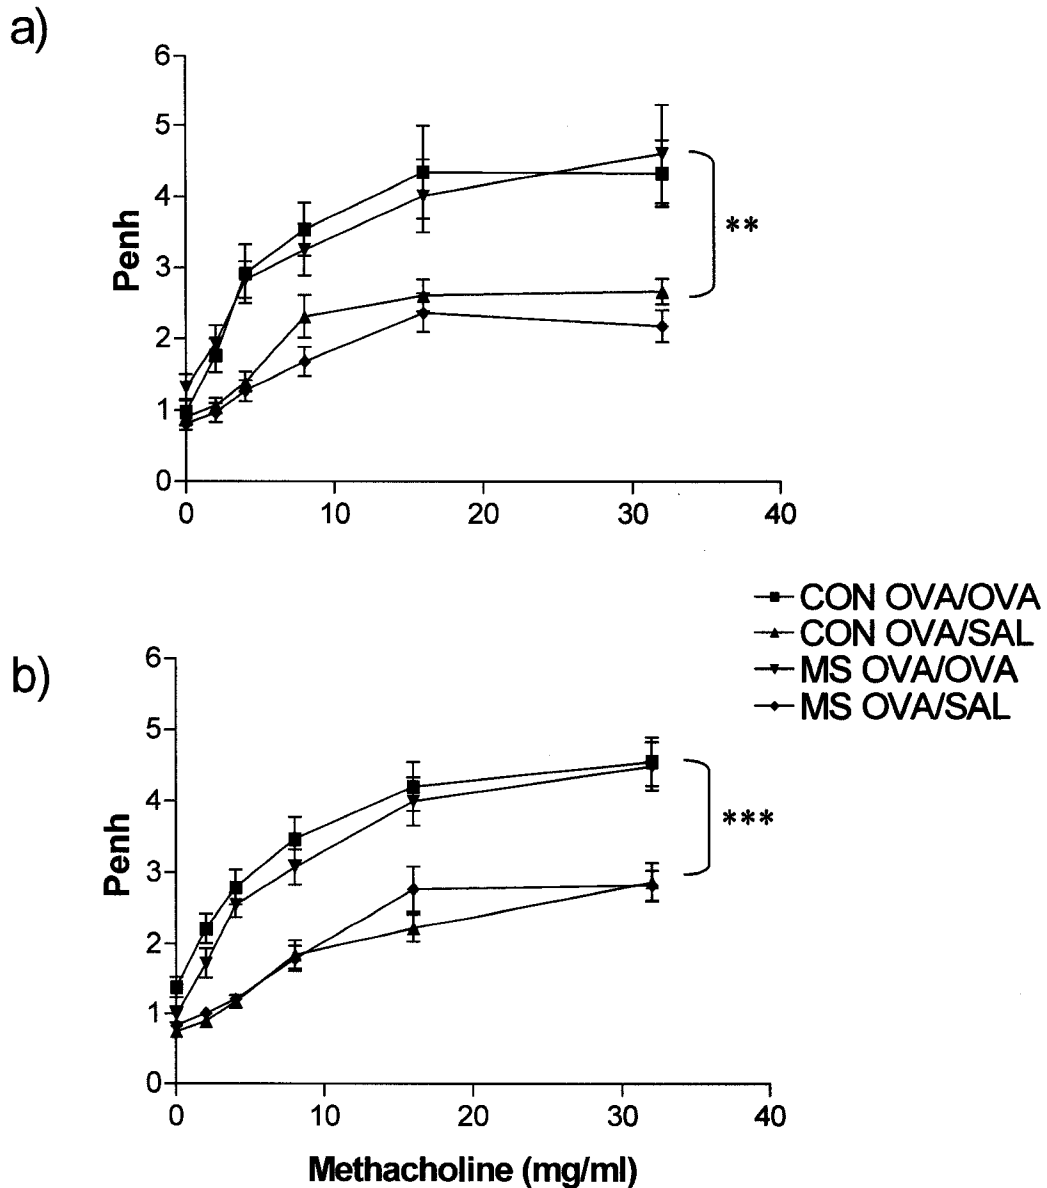 a)
6
5
4
3
2
1
0
Penh
**
0 10 20 30 40
CON OVA/OVA
CON OVA/SAL
MS OVA/OVA
MS OVA/SAL
b)
6
5
4
3
2
1
0
Penh
***
0 10 20 30 40
Methacholine (mg/ml)